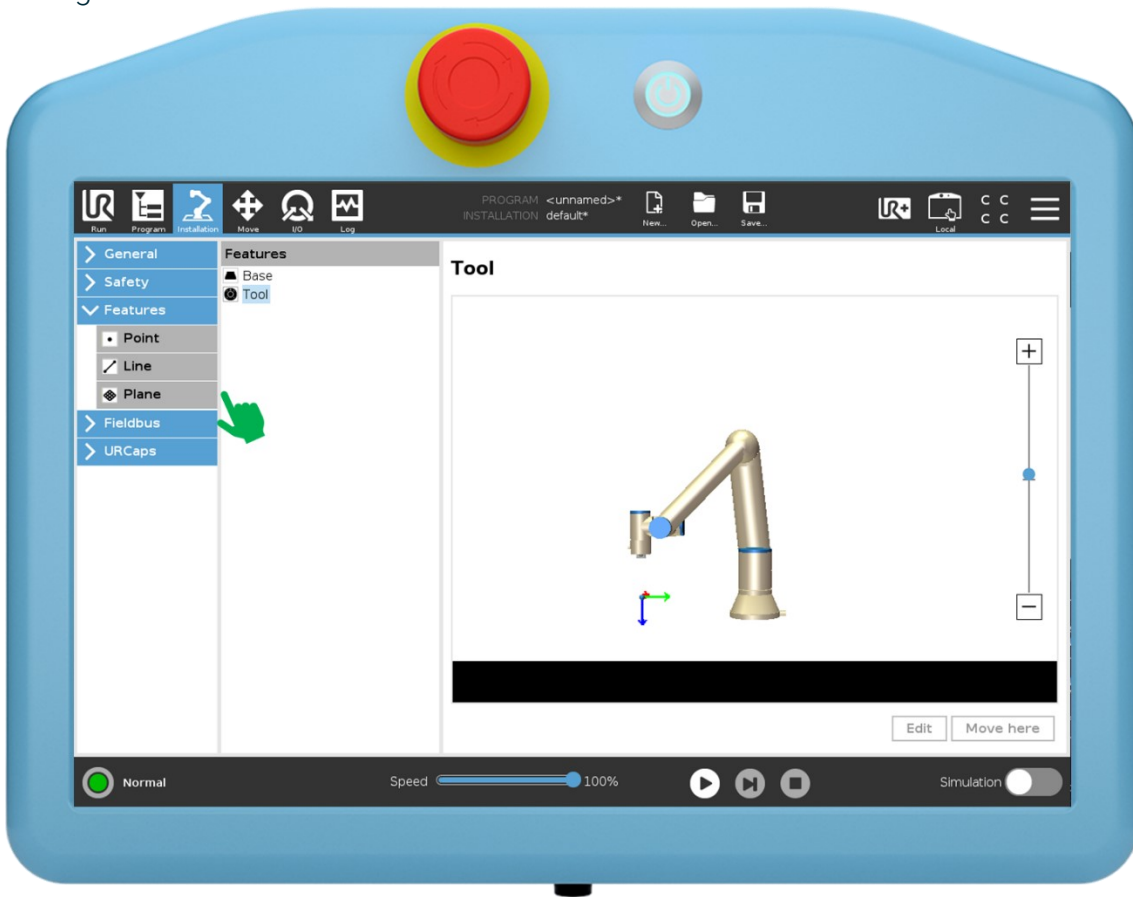 Run Program Installation Move I/O Log
PROGRAM <unnamed>*
INSTALLATION default*
New... Open... Save...
UR+
Local
C C
C C
General
Safety
Features
Point
Line
Plane
Fieldbus
URCaps
Features
Base
Tool
Tool
+
−
Edit Move here
Normal
Speed 100%
Simulation